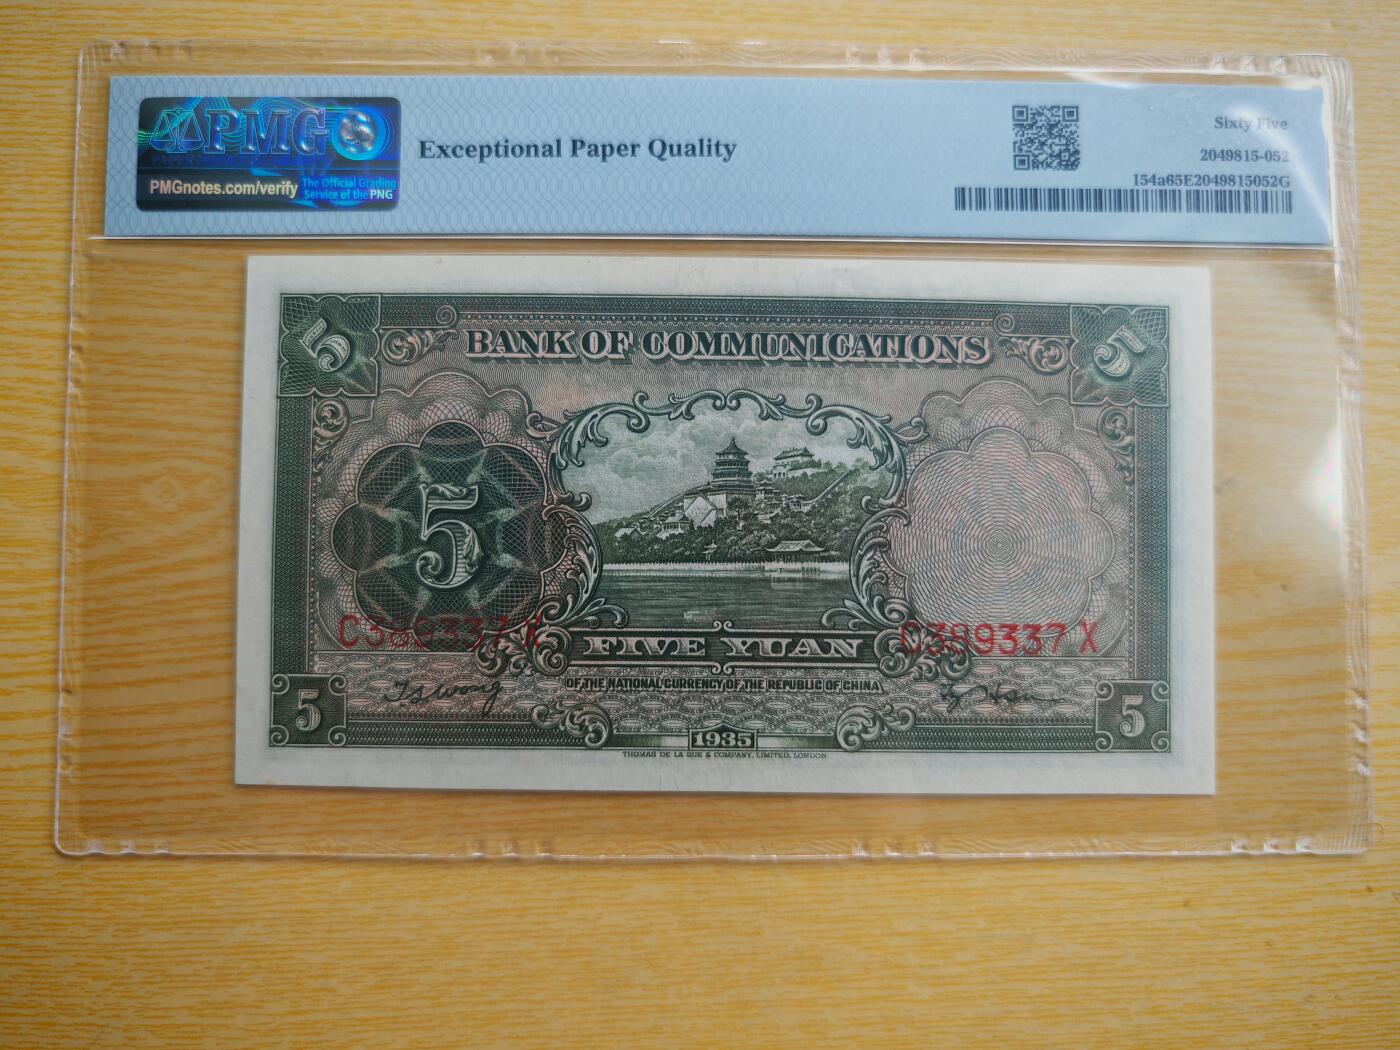 PMG
PMGnotes.com/verify
The Official Grading
Service of the PNG
Exceptional Paper Quality
Sixty Five
2049815-052
154a65E2049815052G
5
5
BANK OF COMMUNICATIONS
5
C389337 X
C389337 X
FIVE YUAN
OF THE NATIONAL CURRENCY OF THE REPUBLIC OF CHINA
5
5
1935
THOMAS DE LA RUE & COMPANY, LIMITED, LONDON.